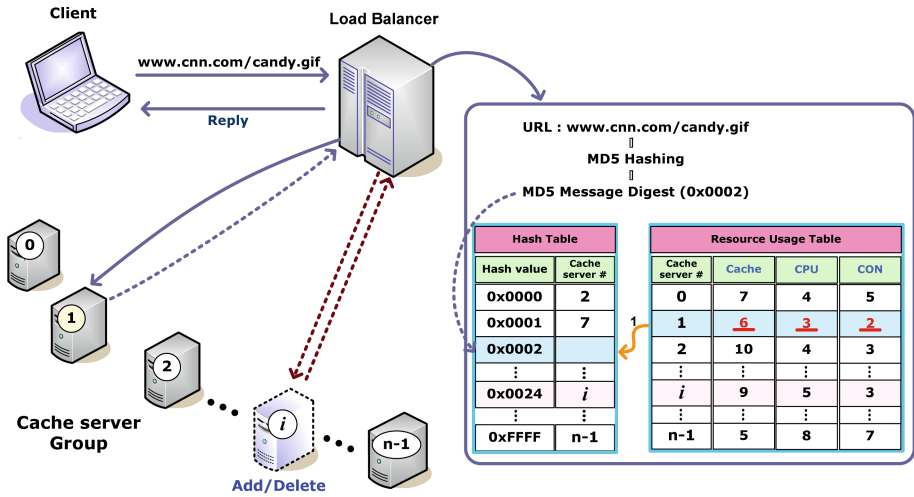 Client
Load Balancer
www.cnn.com/candy.gif
Reply
0
1
2
i
n-1
Cache server
Group
Add/Delete
URL : www.cnn.com/candy.gif
MD5 Hashing
MD5 Message Digest (0x0002)
Hash Table
Hash value Cache server #
0x0000 2
0x0001 7
0x0002
0x0024 i
0xFFFF n-1
1
Resource Usage Table
Cache server # Cache CPU CON
0 7 4 5
1 6 3 2
2 10 4 3
i 9 5 3
n-1 5 8 7